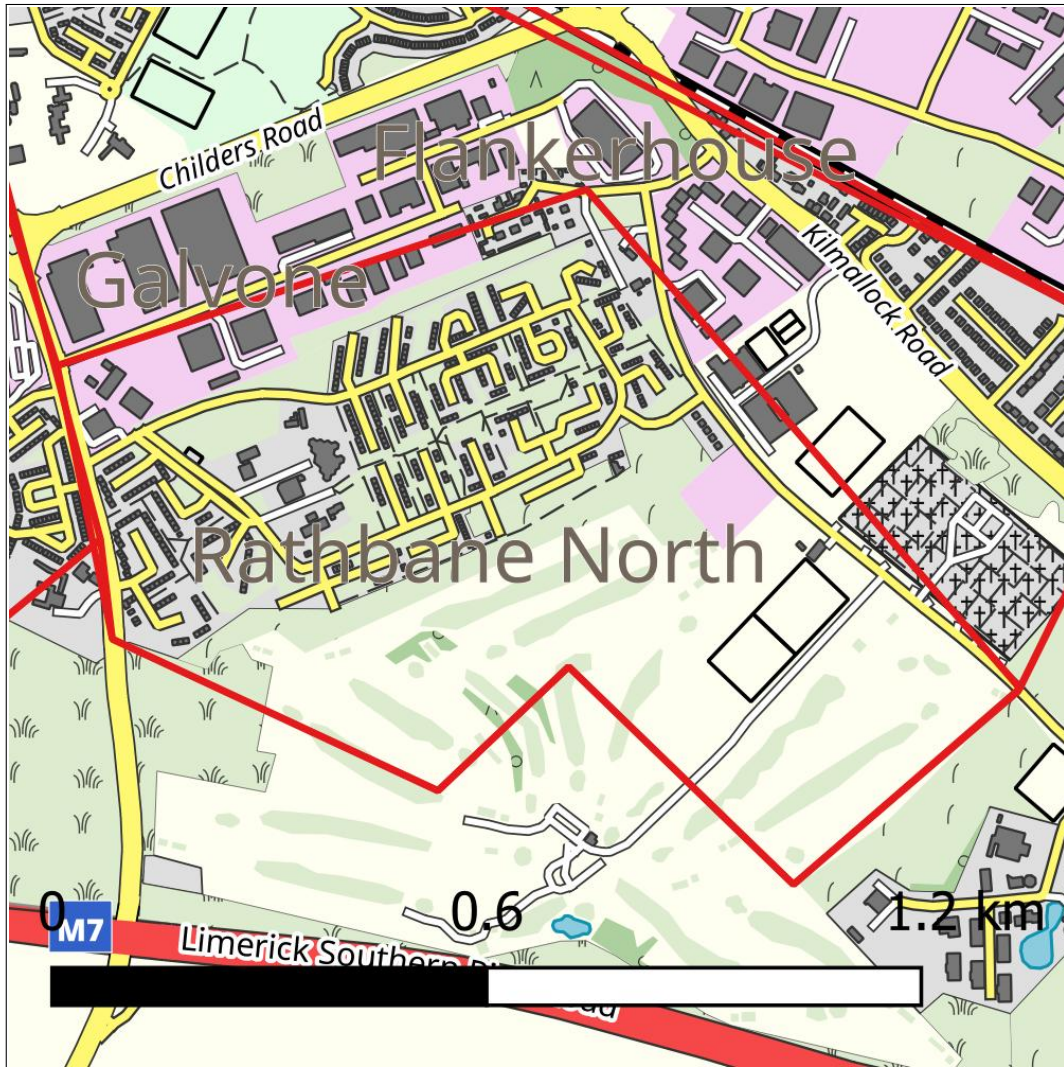 Childers Road
Flankerhouse
Kilmallock Road
Galvone
Rathbane North
0
0.6
1.2 km
M7
Limerick Southern